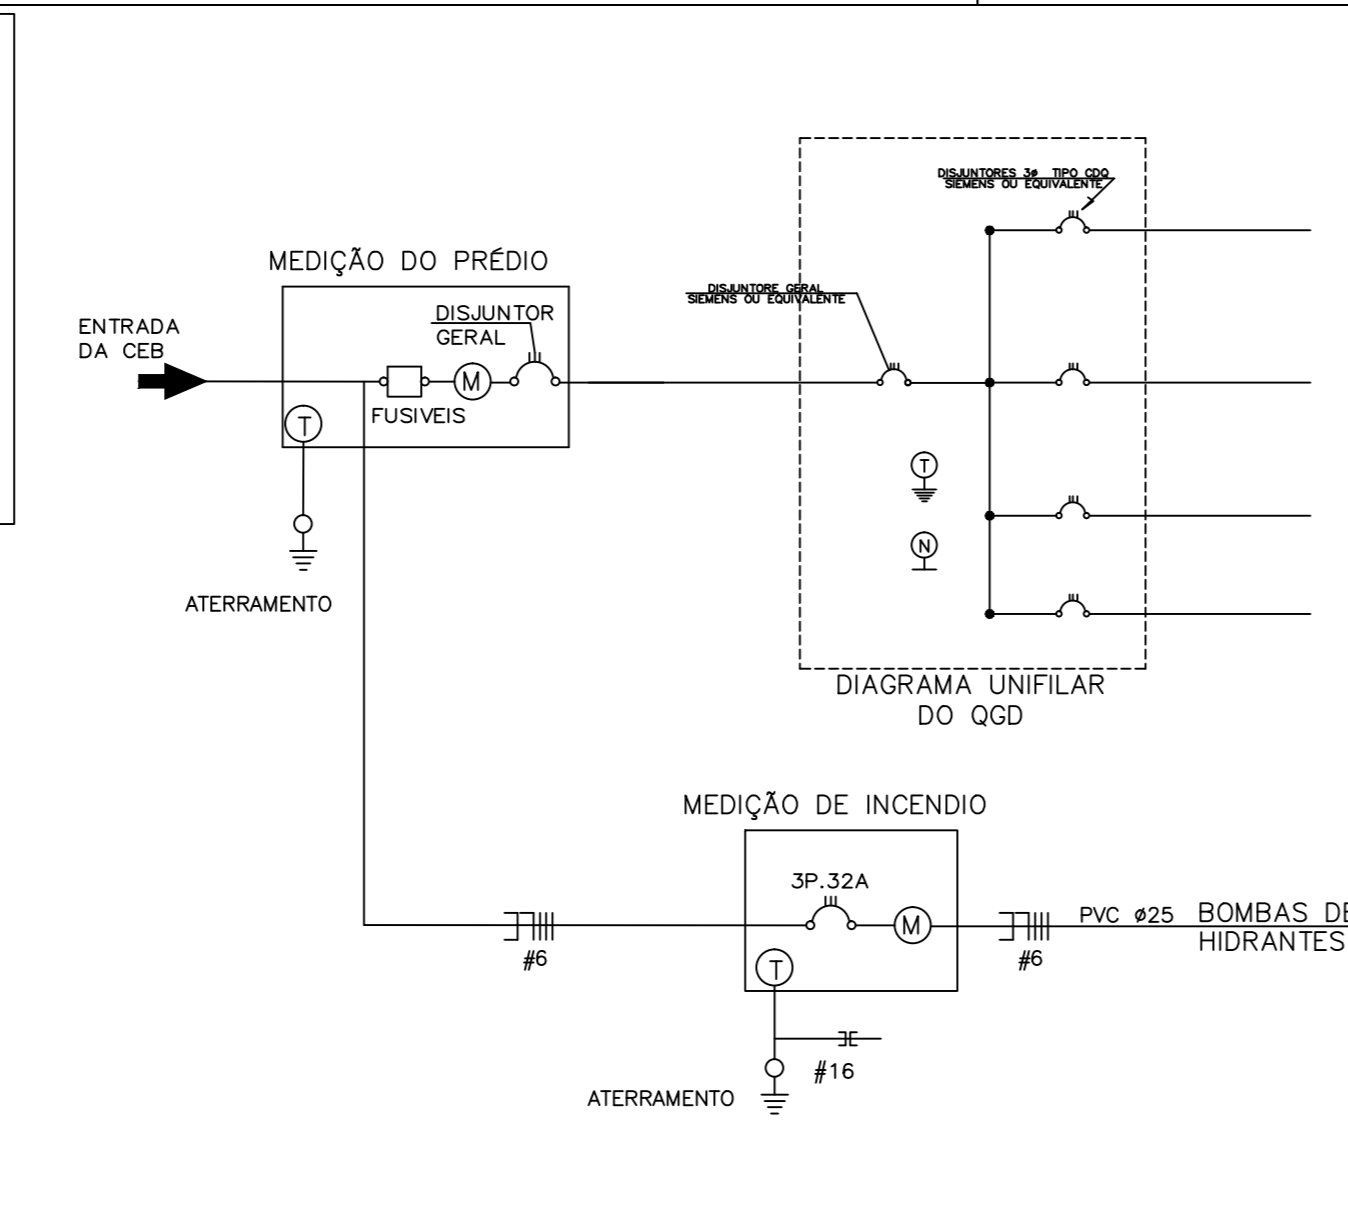 DISJUNTORES 3ø TIPO CDQ
SIEMENS OU EQUIVALENTE
MEDIÇÃO DO PRÉDIO
DISJUNTORE GERAL
SIEMENS OU EQUIVALENTE
ENTRADA
DA CEB
DISJUNTOR
GERAL
M
FUSIVEIS
T
T
N
ATERRAMENTO
DIAGRAMA UNIFILAR
DO QGD
MEDIÇÃO DE INCENDIO
3P.32A
M
PVC ø25
BOMBAS DE
HIDRANTES
#6
#6
T
#16
ATERRAMENTO